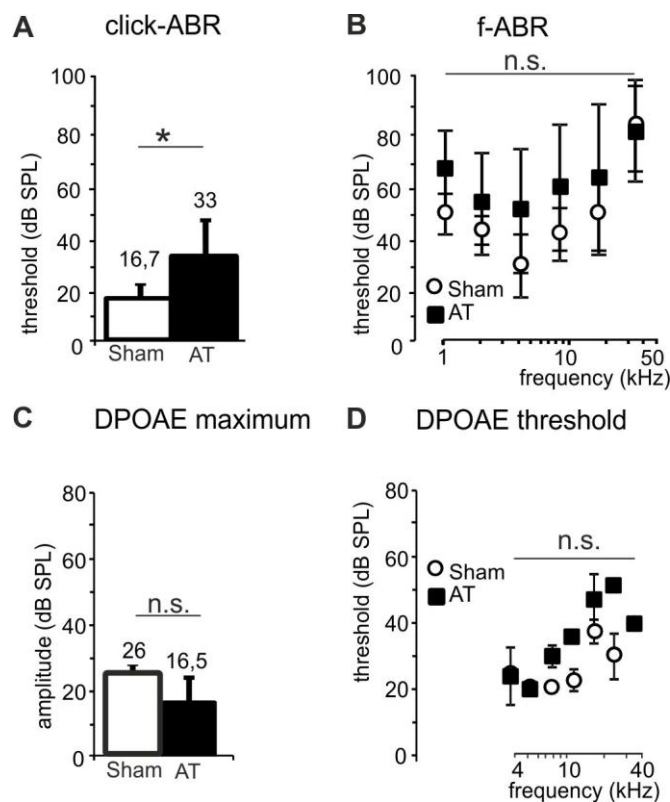 A click-ABR
100
80
60
40
20
0
threshold (dB SPL)
*
16,7
33
Sham
AT
B f-ABR
n.s.
100
80
60
40
20
0
threshold (dB SPL)
Sham
AT
1 10 50
frequency (kHz)
C DPOAE maximum
80
60
40
20
0
amplitude (dB SPL)
n.s.
26
16,5
Sham
AT
D DPOAE threshold
80
60
40
20
0
threshold (dB SPL)
n.s.
Sham
AT
4 10 40
frequency (kHz)